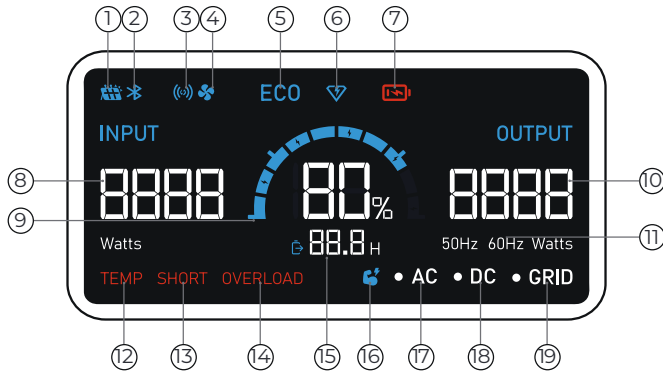 ① ② ③ ④ ⑤ ⑥ ⑦
ECO
INPUT OUTPUT
⑧ 8888 80% 8888 ⑩
⑨ ⑪
Watts 88.8 H 50Hz 60Hz Watts
TEMP SHORT OVERLOAD • AC • DC • GRID
⑫ ⑬ ⑭ ⑮ ⑯ ⑰ ⑱ ⑲